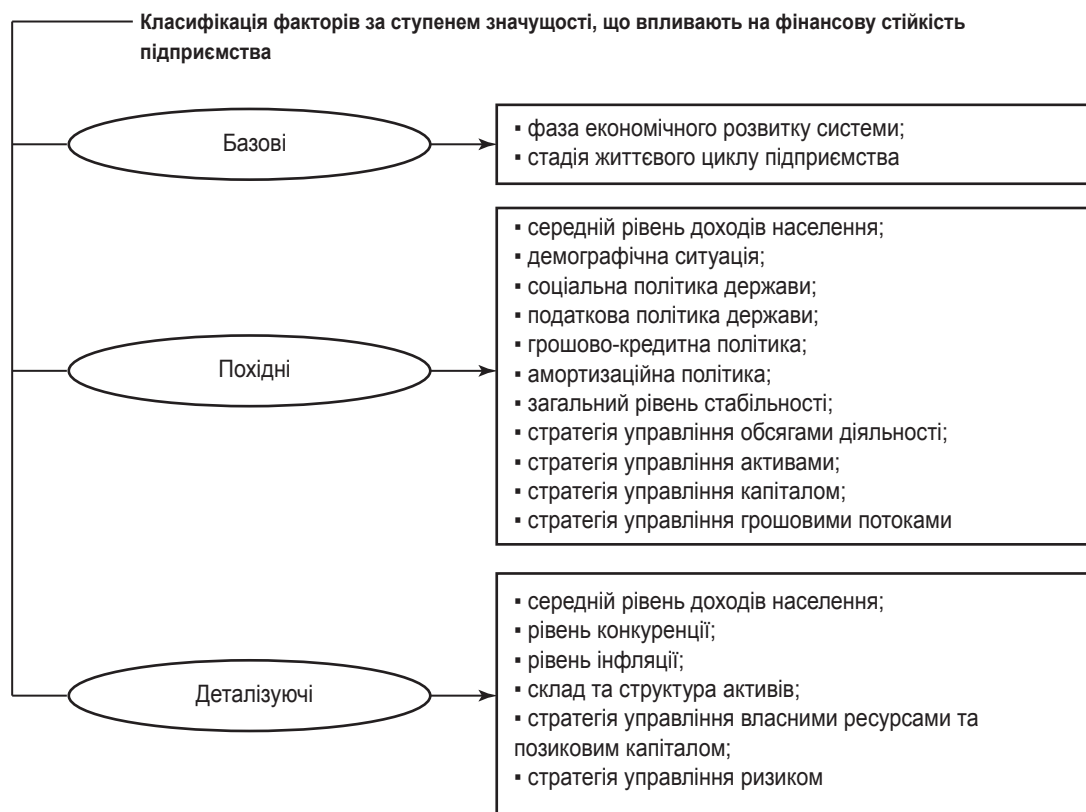 Класифікація факторів за ступенем значущості, що впливають на фінансову стійкість
підприємства
Базові
▪ фаза економічного розвитку системи;
▪ стадія життєвого циклу підприємства
Похідні
▪ середній рівень доходів населення;
▪ демографічна ситуація;
▪ соціальна політика держави;
▪ податкова політика держави;
▪ грошово-кредитна політика;
▪ амортизаційна політика;
▪ загальний рівень стабільності;
▪ стратегія управління обсягами діяльності;
▪ стратегія управління активами;
▪ стратегія управління капіталом;
▪ стратегія управління грошовими потоками
Деталізуючі
▪ середній рівень доходів населення;
▪ рівень конкуренції;
▪ рівень інфляції;
▪ склад та структура активів;
▪ стратегія управління власними ресурсами та
позиковим капіталом;
▪ стратегія управління ризиком